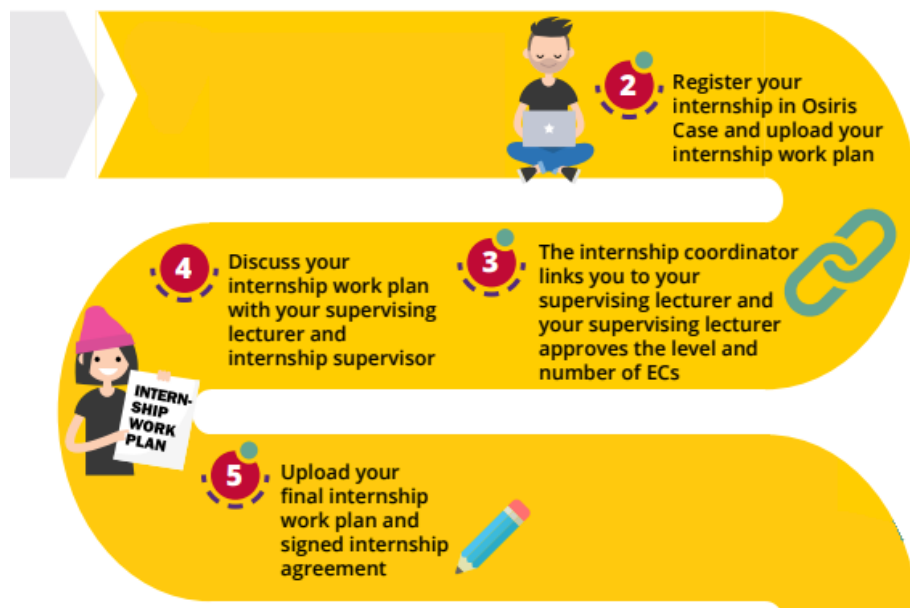 2
Register your
internship in Osiris
Case and upload your
internship work plan
3
The internship coordinator
links you to your
supervising lecturer and
your supervising lecturer
approves the level and
number of ECs
4
Discuss your
internship work plan
with your supervising
lecturer and
internship supervisor
INTERN-
SHIP
WORK
PLAN
5
Upload your
final internship
work plan and
signed internship
agreement